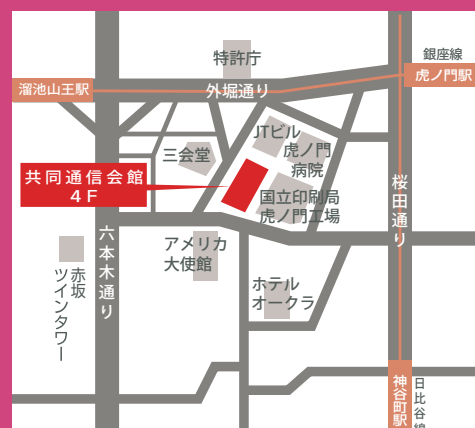 特許庁
銀座線
虎ノ門駅
溜池山王駅
外堀通り
JTビル
虎ノ門
病院
三会堂
共同通信会館
4F
国立印刷局
虎ノ門工場
桜田通り
六本木通り
アメリカ
大使館
赤坂
ツインタワー
ホテル
オークラ
神谷町駅
日比谷線